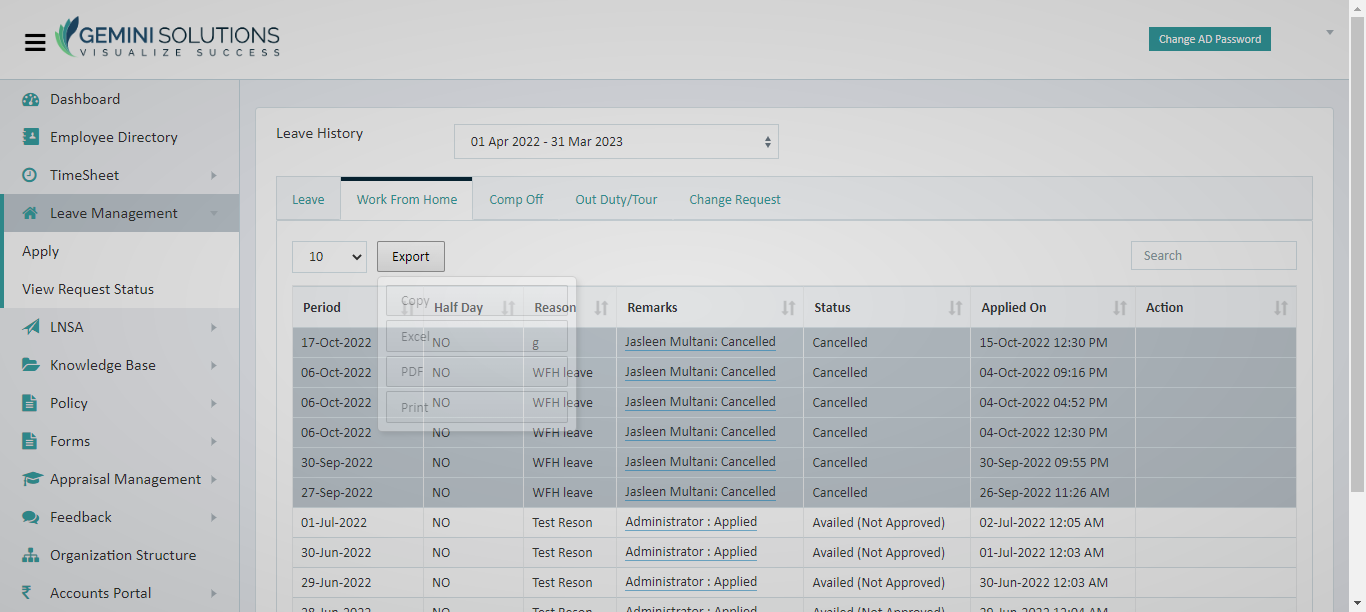 GEMINI SOLUTIONS
VISUALIZE SUCCESS
Change AD Password
Dashboard
Employee Directory
TimeSheet
Leave Management
Apply
View Request Status
LNSA
Knowledge Base
Policy
Forms
Appraisal Management
Feedback
Organization Structure
Accounts Portal
Leave History
01 Apr 2022 - 31 Mar 2023
Leave Work From Home Comp Off Out Duty/Tour Change Request
10 Export Search
Copy
Excel
PDF
Print
Period Half Day Reason Remarks Status Applied On Action
17-Oct-2022 NO g Jasleen Multani: Cancelled Cancelled 15-Oct-2022 12:30 PM
06-Oct-2022 NO WFH leave Jasleen Multani: Cancelled Cancelled 04-Oct-2022 09:16 PM
06-Oct-2022 NO WFH leave Jasleen Multani: Cancelled Cancelled 04-Oct-2022 04:52 PM
06-Oct-2022 NO WFH leave Jasleen Multani: Cancelled Cancelled 04-Oct-2022 12:30 PM
30-Sep-2022 NO WFH leave Jasleen Multani: Cancelled Cancelled 30-Sep-2022 09:55 PM
27-Sep-2022 NO WFH leave Jasleen Multani: Cancelled Cancelled 26-Sep-2022 11:26 AM
01-Jul-2022 NO Test Reson Administrator : Applied Availed (Not Approved) 02-Jul-2022 12:05 AM
30-Jun-2022 NO Test Reson Administrator : Applied Availed (Not Approved) 01-Jul-2022 12:03 AM
29-Jun-2022 NO Test Reson Administrator : Applied Availed (Not Approved) 30-Jun-2022 12:03 AM
28-Jun-2022 NO Test Reson Administrator : Applied Availed (Not Approved) 29-Jun-2022 12:04 AM